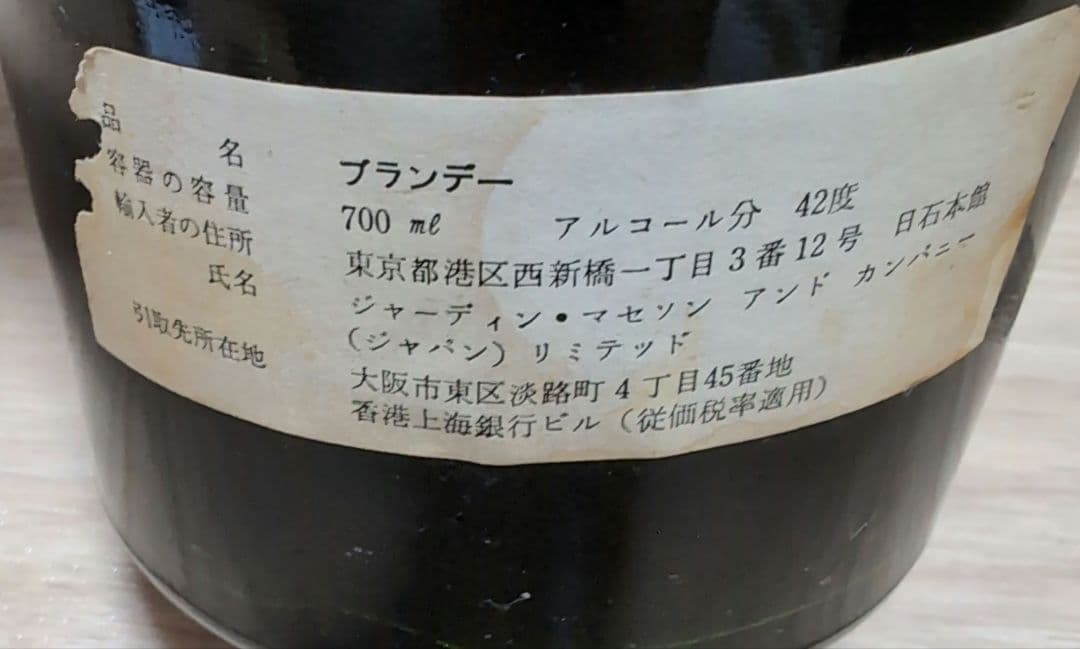 品名 ブランデー
容器の容量 700 ml アルコール分 42度
輸入者の住所 東京都港区西新橋一丁目3番12号 日石本館
氏名 ジャーディン・マセソン アンド カンパニー
(ジャパン) リミテッド
引取先所在地 大阪市東区淡路町4丁目45番地
香港上海銀行ビル (従価税率適用)